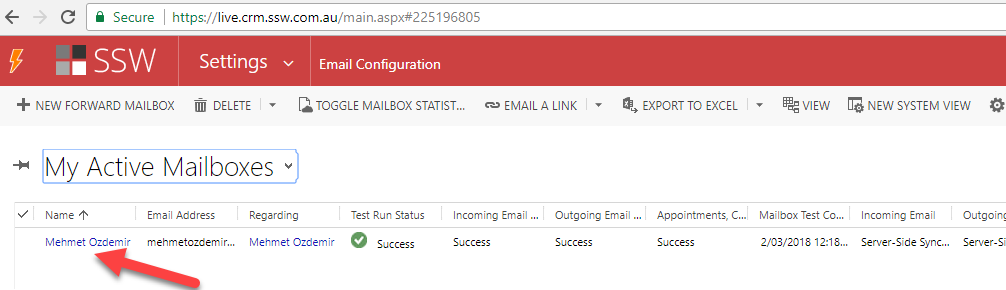 Secure https://live.crm.ssw.com.au/main.aspx#225196805
SSW Settings Email Configuration
NEW FORWARD MAILBOX DELETE TOGGLE MAILBOX STATIST... EMAIL A LINK EXPORT TO EXCEL VIEW NEW SYSTEM VIEW
My Active Mailboxes
Name Email Address Regarding Test Run Status Incoming Email ... Outgoing Email ... Appointments, C... Mailbox Test Co... Incoming Email Outgoing
Mehmet Ozdemir mehmetozdemir... Mehmet Ozdemir Success Success Success Success 2/03/2018 12:18... Server-Side Sync... Server-Si